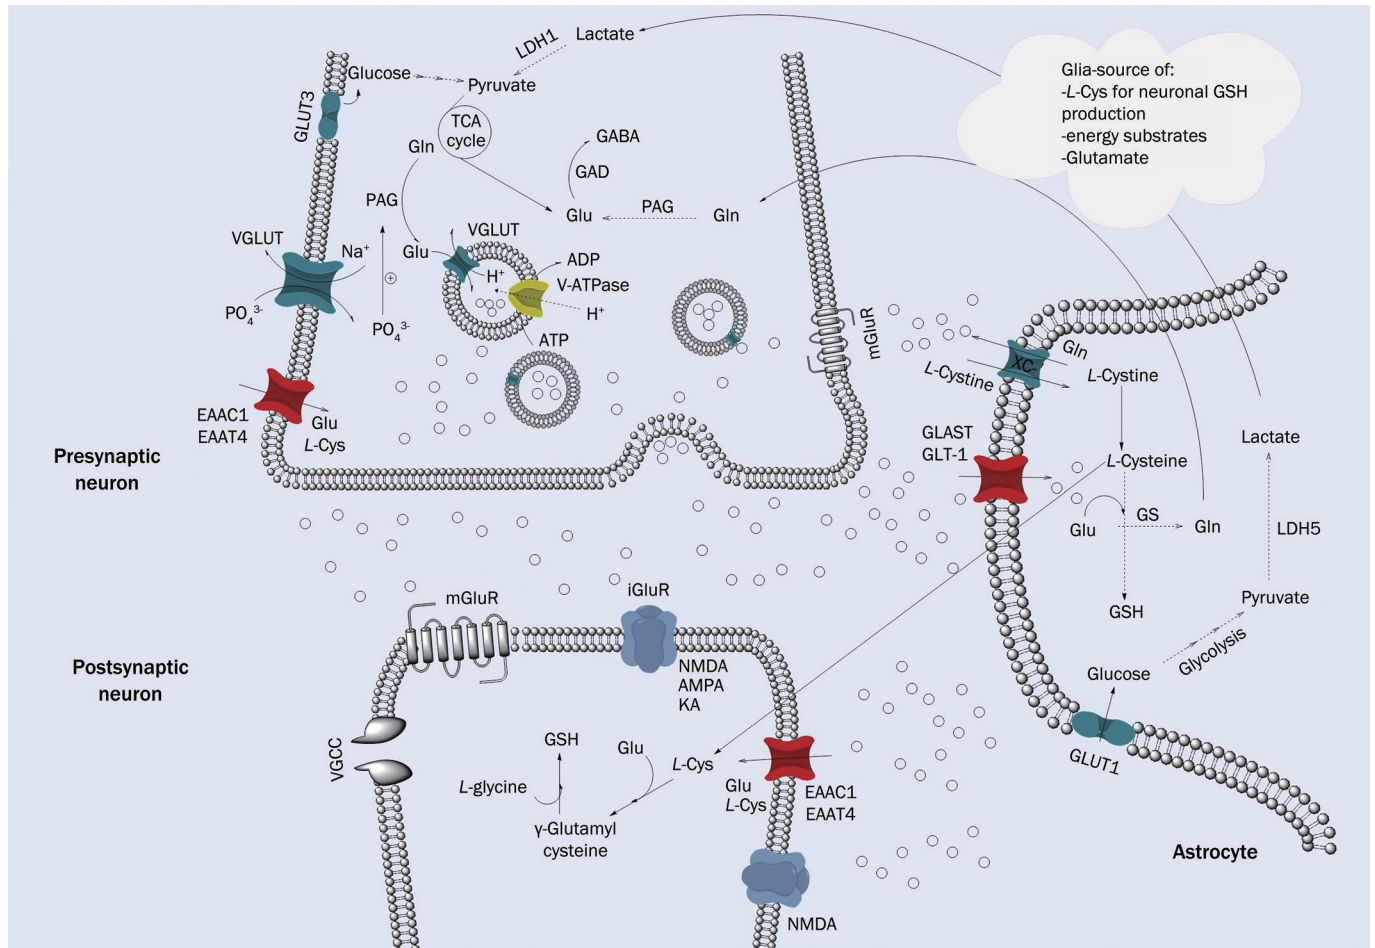 LDH1
Lactate
Glucose
Pyruvate
GLUT3
TCA
cycle
Gln
GABA
GAD
PAG
Glu
PAG
Gln
Glia-source of:
-L-Cys for neuronal GSH
production
-energy substrates
-Glutamate
VGLUT
Na⁺
Glu
VGLUT
H⁺
ADP
V-ATPase
H⁺
PO₄³⁻
+
PO₄³⁻
ATP
mGluR
EAAC1
EAAT4
Glu
L-Cys
Presynaptic
neuron
XC-
Gln
L-Cystine
L-Cystine
GLAST
GLT-1
L-Cysteine
Lactate
Glu
GS
Gln
LDH5
GSH
Pyruvate
Glycolysis
Glucose
GLUT1
Astrocyte
mGluR
iGluR
NMDA
AMPA
KA
Postsynaptic
neuron
VGCC
GSH
Glu
L-Cys
L-glycine
γ-Glutamyl
cysteine
Glu
L-Cys
EAAC1
EAAT4
NMDA